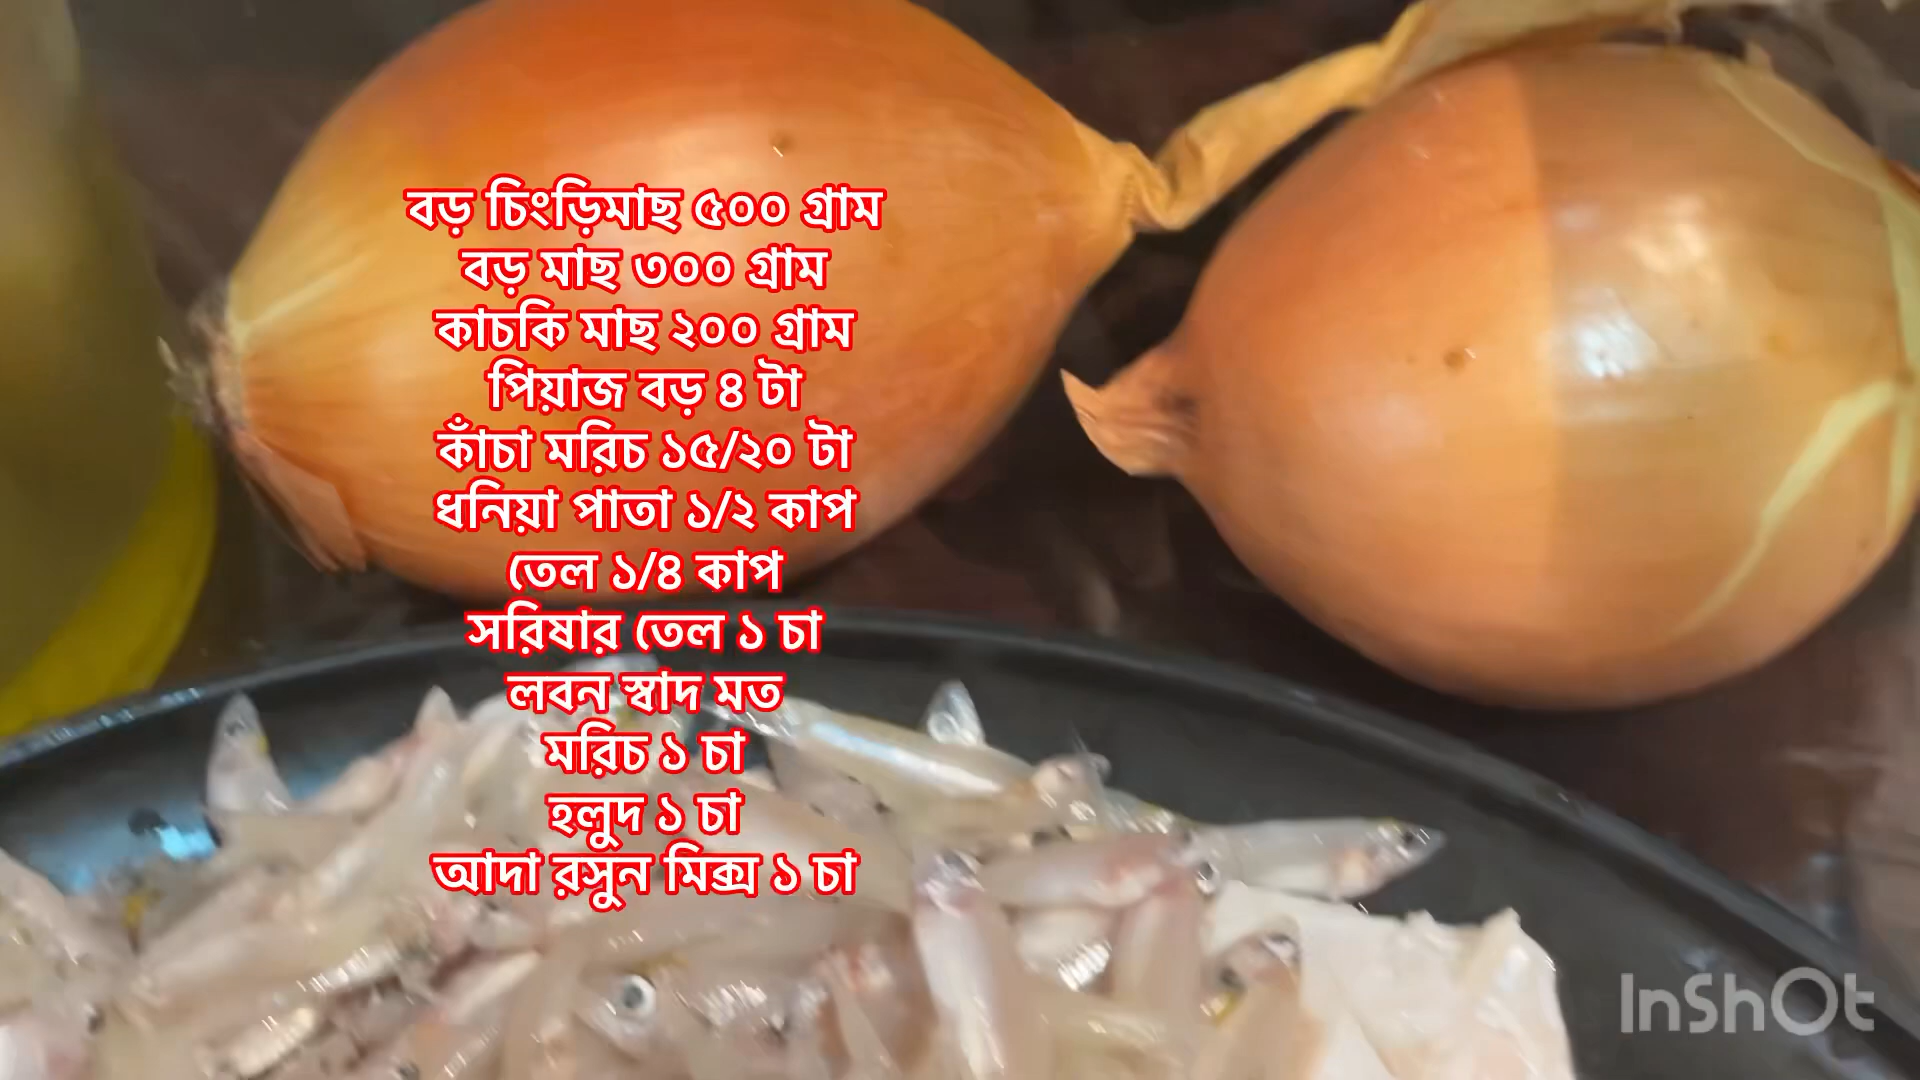 বড় চিংড়িমাছ ৫০০ গ্রাম
বড় মাছ ৩০০ গ্রাম
কাচকি মাছ ২০০ গ্রাম
পিয়াজ বড় ৪ টা
কাঁচা মরিচ ১৫/২০ টা
ধনিয়া পাতা ১/২ কাপ
তেল ১/৪ কাপ
সরিষার তেল ১ চা
লবন স্বাদ মত
মরিচ ১ চা
হলুদ ১ চা
আদা রসুন মিক্স ১ চা
InShOt